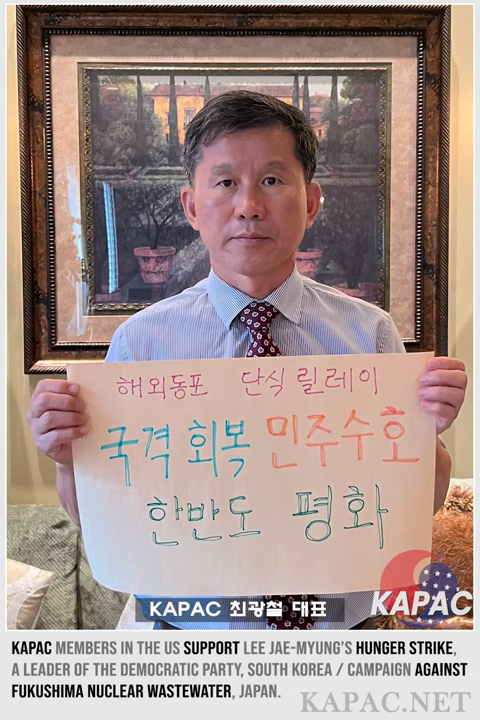 해외동포 단식 릴레이
국격 회복 민주수호
한반도 평화
KAPAC 최광철 대표
KAPAC
KAPAC MEMBERS IN THE US SUPPORT LEE JAE-MYUNG'S HUNGER STRIKE,
A LEADER OF THE DEMOCRATIC PARTY, SOUTH KOREA / CAMPAIGN AGAINST
FUKUSHIMA NUCLEAR WASTEWATER, JAPAN.
KAPAC.NET